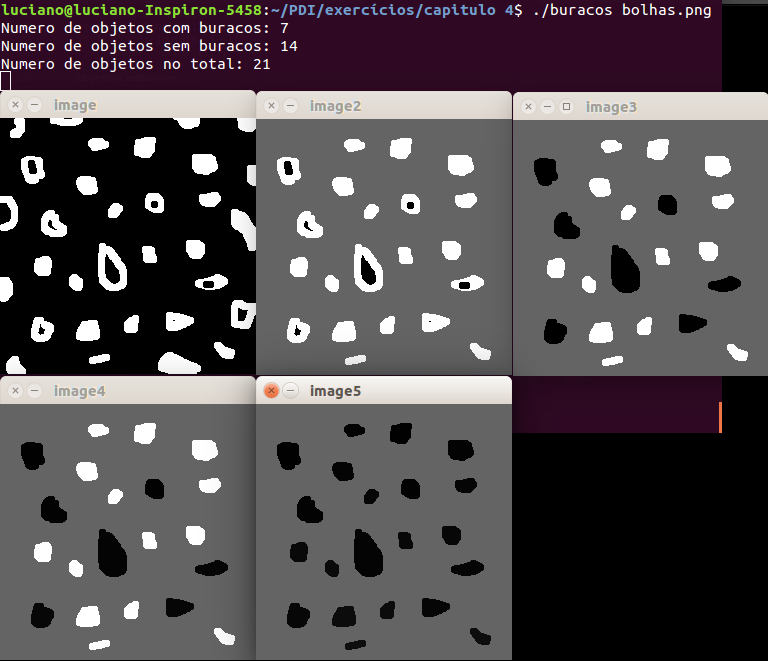 luciano@luciano-Inspiron-5458:~/PDI/exercicios/capitulo 4$ ./buracos bolhas.png
Numero de objetos com buracos: 7
Numero de objetos sem buracos: 14
Numero de objetos no total: 21
image
image2
image3
image4
image5